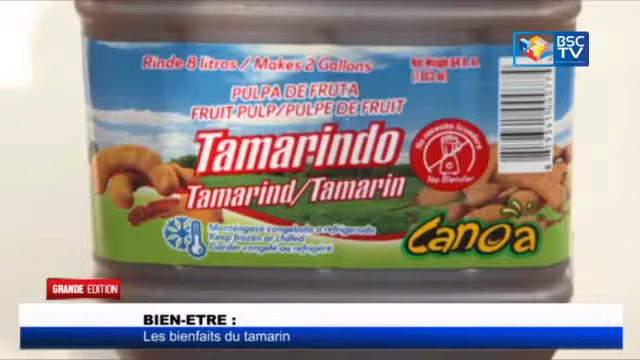 BSC
TV
Rinde 8 litros / Makes 2 Gallons
PULPA DE FRUTA
FRUIT PULP/PULPE DE FRUIT
Tamarindo
Tamarind/Tamarin
No Blender
Manténgase congelada o refrigerada
Keep frozen or chilled
Garder congelé ou réfrigéré
Canoa
GRANDE EDITION
BIEN-ETRE :
Les bienfaits du tamarin